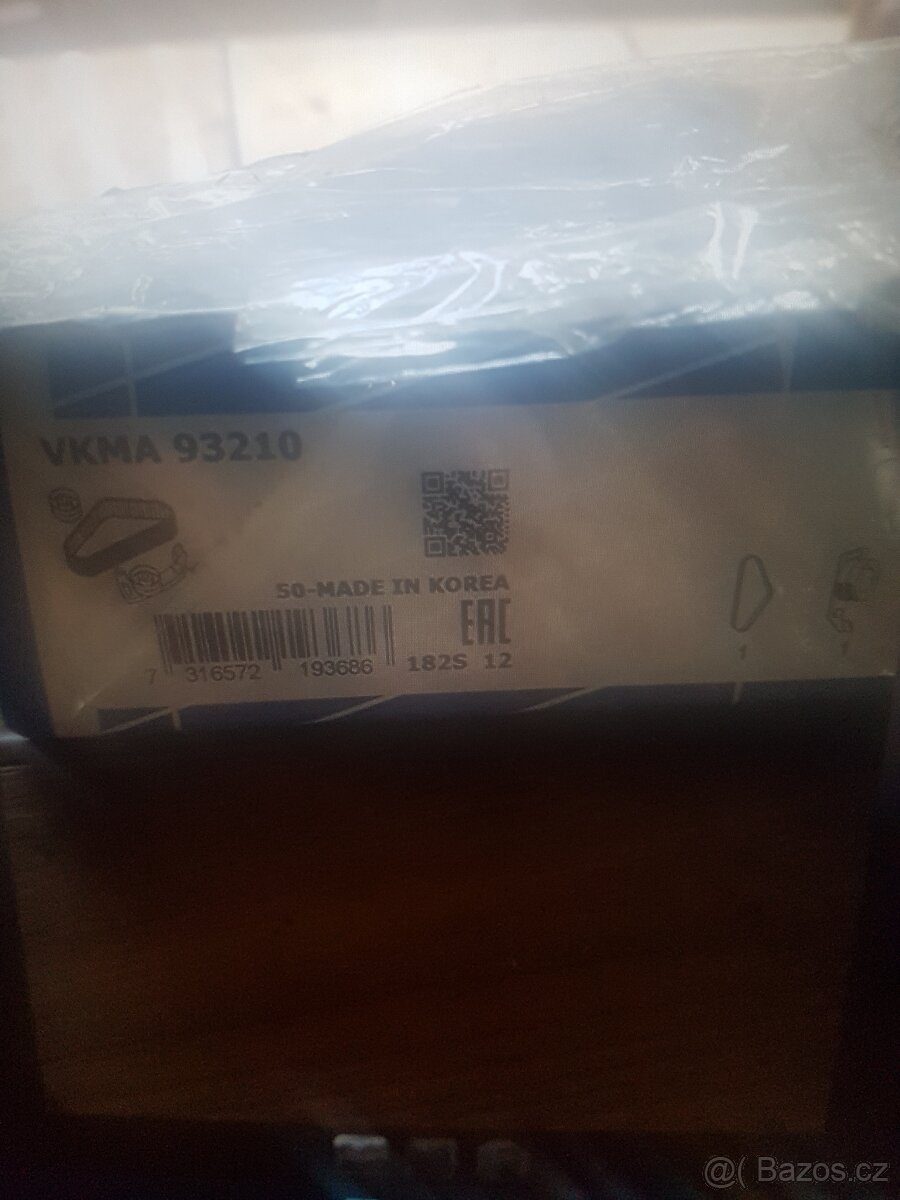 VKMA 93210
50-MADE IN KOREA
EAC
7 316572 193686
182S 12
1 1
@( Bazos.cz